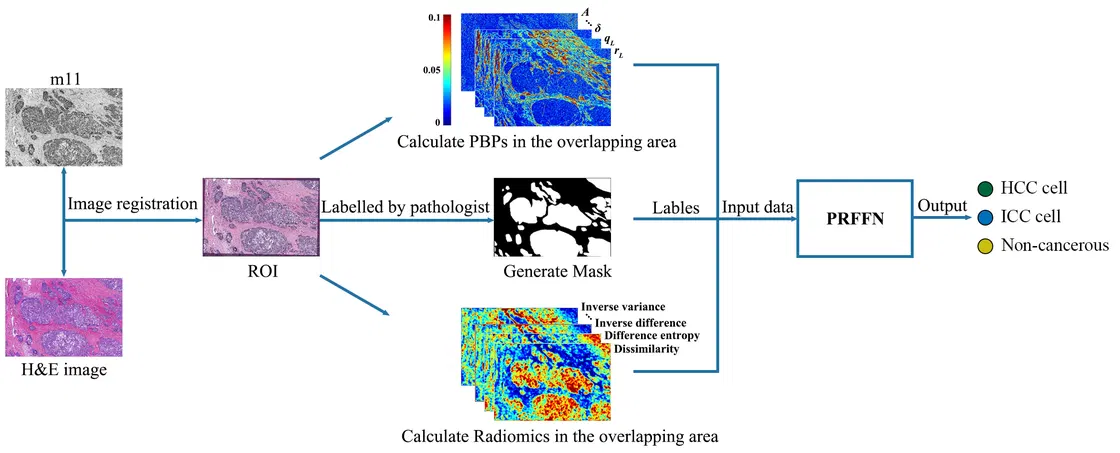 m11
H&E image
Image registration
ROI
Labelled by pathologist
0.1
0.05
0
A
δ
qL
rL
Calculate PBPs in the overlapping area
Generate Mask
Inverse variance
Inverse difference
Difference entropy
Dissimilarity
Calculate Radiomics in the overlapping area
Lables
Input data
PRFFN
Output
HCC cell
ICC cell
Non-cancerous